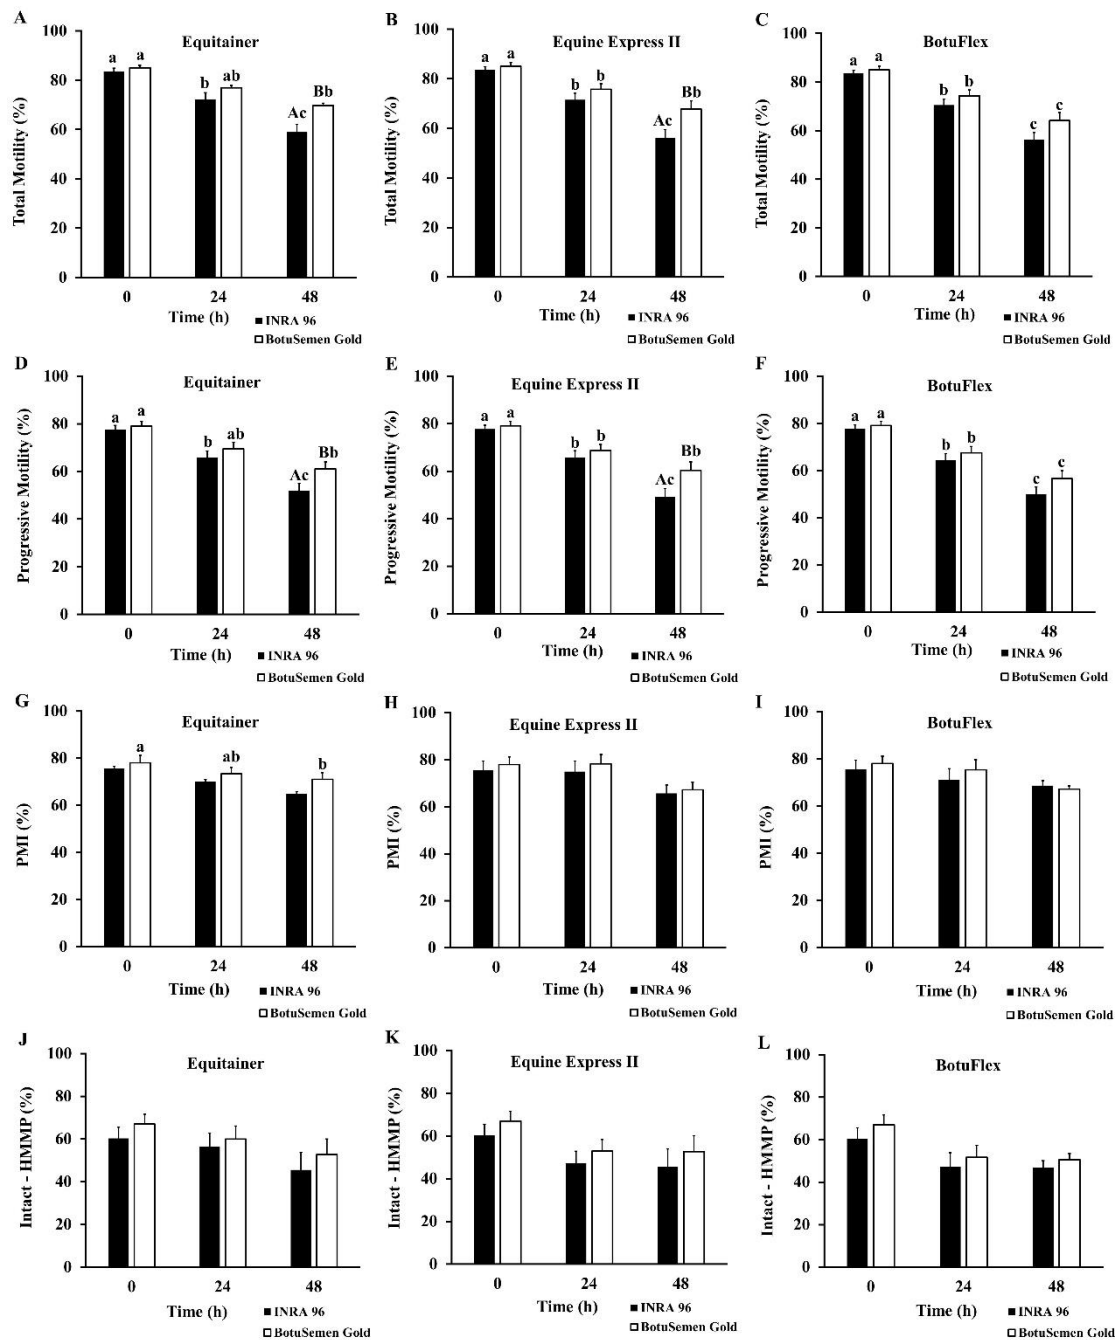 A
Equitainer
Total Motility (%)
100
80
60
40
20
0
a a
b ab
Ac Bb
0 24 48
Time (h)
INRA 96
BotuSemen Gold
B
Equine Express II
Total Motility (%)
100
80
60
40
20
0
a a
b b
Ac Bb
0 24 48
Time (h)
INRA 96
BotuSemen Gold
C
BotuFlex
Total Motility (%)
100
80
60
40
20
0
a a
b b
c c
0 24 48
Time (h)
INRA 96
BotuSemen Gold
D
Equitainer
Progressive Motility (%)
100
80
60
40
20
0
a a
b ab
Ac Bb
0 24 48
Time (h)
INRA 96
BotuSemen Gold
E
Equine Express II
Progressive Motility (%)
100
80
60
40
20
0
a a
b b
Ac Bb
0 24 48
Time (h)
INRA 96
BotuSemen Gold
F
BotuFlex
Progressive Motility (%)
100
80
60
40
20
0
a a
b b
c c
0 24 48
Time (h)
INRA 96
BotuSemen Gold
G
Equitainer
PMI (%)
100
80
60
40
20
0
a
ab
b
0 24 48
Time (h)
INRA 96
BotuSemen Gold
H
Equine Express II
PMI (%)
100
80
60
40
20
0
0 24 48
Time (h)
INRA 96
BotuSemen Gold
I
BotuFlex
PMI (%)
100
80
60
40
20
0
0 24 48
Time (h)
INRA 96
BotuSemen Gold
J
Equitainer
Intact - HMMP (%)
100
80
60
40
20
0
0 24 48
Time (h)
INRA 96
BotuSemen Gold
K
Equine Express II
Intact - HMMP (%)
100
80
60
40
20
0
0 24 48
Time (h)
INRA 96
BotuSemen Gold
L
BotuFlex
Intact - HMMP (%)
100
80
60
40
20
0
0 24 48
Time (h)
INRA 96
BotuSemen Gold